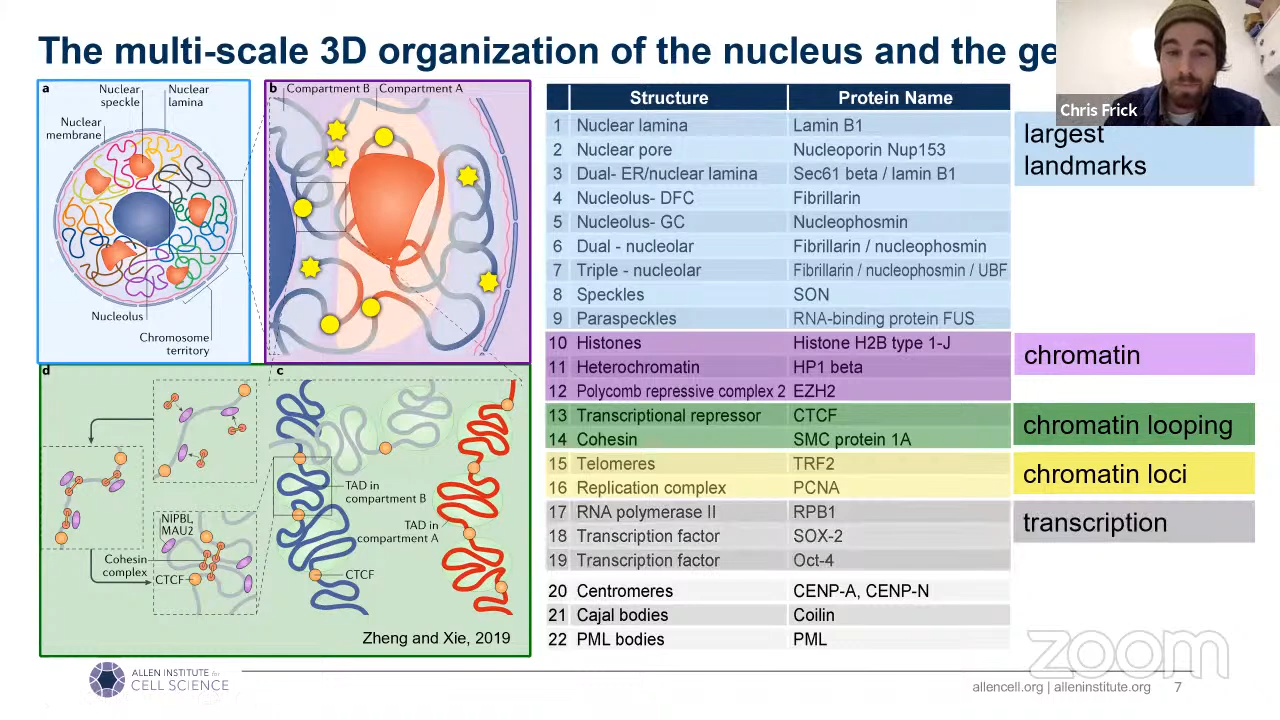 The multi-scale 3D organization of the nucleus and the ge
Chris Frick
a
Nuclear
speckle
Nuclear
lamina
Nuclear
membrane
Nucleolus
Chromosome
territory
b
Compartment B
Compartment A
d
NIPBL,
MAU2
Cohesin
complex
CTCF
c
TAD in
compartment B
TAD in
compartment A
CTCF
Zheng and Xie, 2019
Structure Protein Name
1 Nuclear lamina Lamin B1
2 Nuclear pore Nucleoporin Nup153
3 Dual- ER/nuclear lamina Sec61 beta / lamin B1
4 Nucleolus- DFC Fibrillarin
5 Nucleolus- GC Nucleophosmin
6 Dual - nucleolar Fibrillarin / nucleophosmin
7 Triple - nucleolar Fibrillarin / nucleophosmin / UBF
8 Speckles SON
9 Paraspeckles RNA-binding protein FUS
10 Histones Histone H2B type 1-J
11 Heterochromatin HP1 beta
12 Polycomb repressive complex 2 EZH2
13 Transcriptional repressor CTCF
14 Cohesin SMC protein 1A
15 Telomeres TRF2
16 Replication complex PCNA
17 RNA polymerase II RPB1
18 Transcription factor SOX-2
19 Transcription factor Oct-4
20 Centromeres CENP-A, CENP-N
21 Cajal bodies Coilin
22 PML bodies PML
largest
landmarks
chromatin
chromatin looping
chromatin loci
transcription
zoom
ALLEN INSTITUTE for
CELL SCIENCE
allencell.org | alleninstitute.org 7